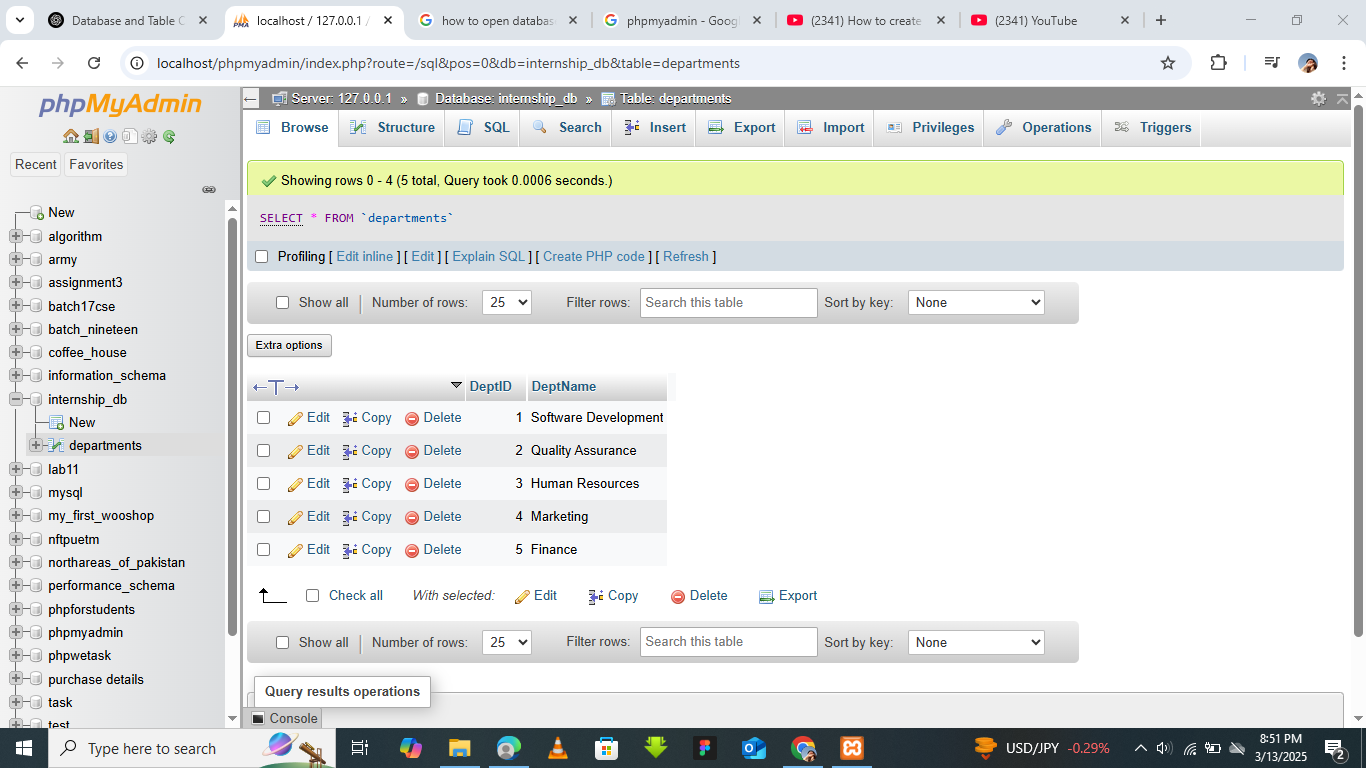 Database and Table C
localhost / 127.0.0.1 /
how to open databas
phpmyadmin - Goog
(2341) How to create
(2341) YouTube
localhost/phpmyadmin/index.php?route=/sql&pos=0&db=internship_db&table=departments
phpMyAdmin
Recent
Favorites
New
algorithm
army
assignment3
batch17cse
batch_nineteen
coffee_house
information_schema
internship_db
New
departments
lab11
mysql
my_first_wooshop
nftpuetm
northareas_of_pakistan
performance_schema
phpforstudents
phpmyadmin
phpwetask
purchase details
task
test
Server: 127.0.0.1 » Database: internship_db » Table: departments
Browse Structure SQL Search Insert Export Import Privileges Operations Triggers
Showing rows 0 - 4 (5 total, Query took 0.0006 seconds.)
SELECT * FROM `departments`
Profiling [ Edit inline ] [ Edit ] [ Explain SQL ] [ Create PHP code ] [ Refresh ]
Show all Number of rows: 25 Filter rows: Search this table Sort by key: None
Extra options
DeptID DeptName
Edit Copy Delete 1 Software Development
Edit Copy Delete 2 Quality Assurance
Edit Copy Delete 3 Human Resources
Edit Copy Delete 4 Marketing
Edit Copy Delete 5 Finance
Check all With selected: Edit Copy Delete Export
Show all Number of rows: 25 Filter rows: Search this table Sort by key: None
Query results operations
Console
Type here to search
USD/JPY -0.29%
8:51 PM
3/13/2025
2